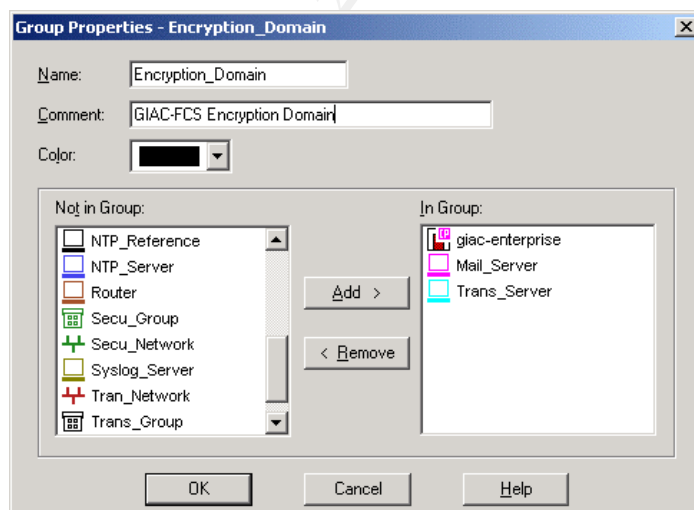 Group Properties - Encryption_Domain
Name: Encryption_Domain
Comment: GIAC-FCS Encryption Domain
Color:
Not in Group:
NTP_Reference
NTP_Server
Router
Secu_Group
Secu_Network
Syslog_Server
Tran_Network
Trans_Group
Add >
< Remove
In Group:
giac-enterprise
Mail_Server
Trans_Server
OK Cancel Help